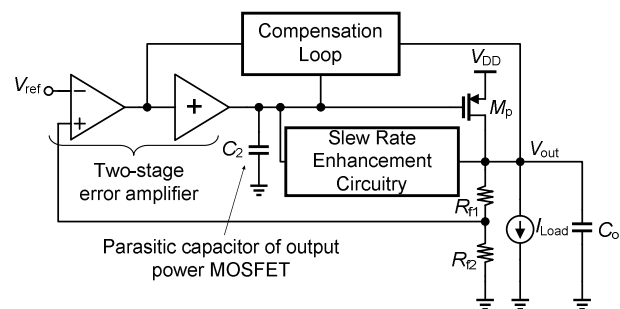 Compensation
Loop
VDD
Vref
−
+
+
Mp
C2
Slew Rate
Enhancement
Circuitry
Vout
Two-stage
error amplifier
Rf1
ILoad
Co
Parasitic capacitor of output
power MOSFET
Rf2